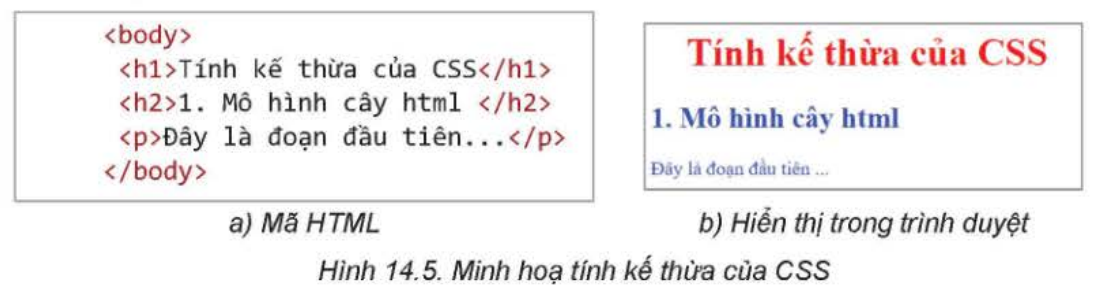 <body>
<h1>Tính kế thừa của CSS</h1>
<h2>1. Mô hình cây html </h2>
<p>Đây là đoạn đầu tiên...</p>
</body>
a) Mã HTML
Tính kế thừa của CSS
1. Mô hình cây html
Đây là đoạn đầu tiên ...
b) Hiển thị trong trình duyệt
Hình 14.5. Minh hoạ tính kế thừa của CSS